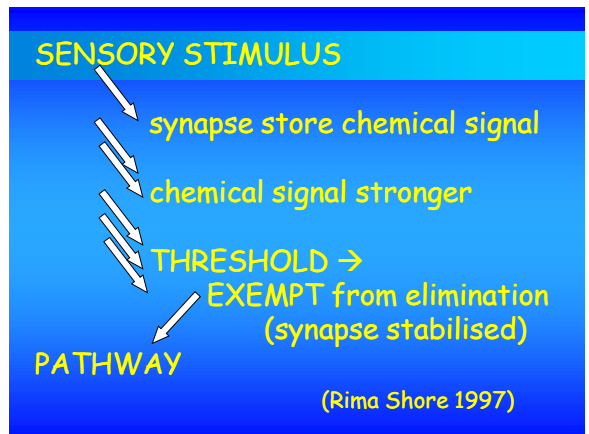 SENSORY STIMULUS
synapse store chemical signal
chemical signal stronger
THRESHOLD →
EXEMPT from elimination
(synapse stabilised)
PATHWAY
(Rima Shore 1997)